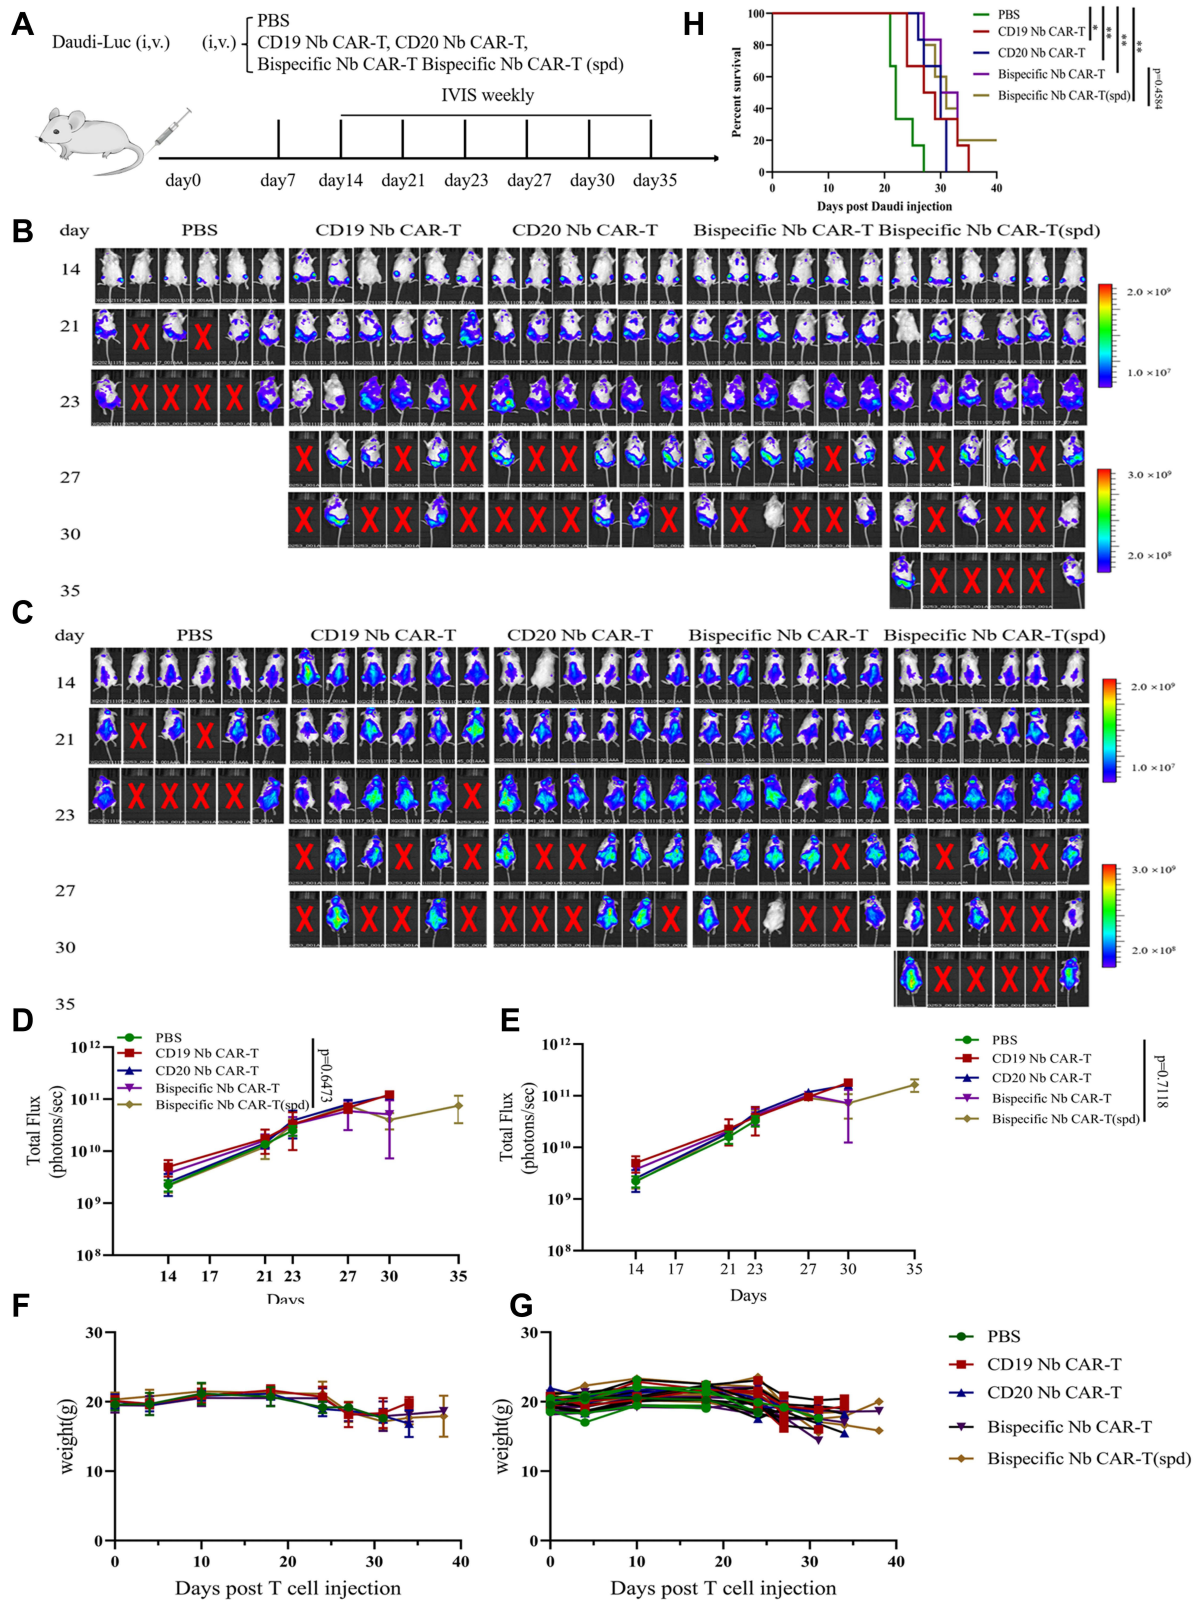 A
Daudi-Luc (i,v.)
(i,v.)
PBS
CD19 Nb CAR-T, CD20 Nb CAR-T,
Bispecific Nb CAR-T Bispecific Nb CAR-T (spd)
IVIS weekly
day0 day7 day14 day21 day23 day27 day30 day35
H
Percent survival
100
80
60
40
20
0
0 10 20 30 40
Days post Daudi injection
PBS
CD19 Nb CAR-T
CD20 Nb CAR-T
Bispecific Nb CAR-T
Bispecific Nb CAR-T(spd)
*
**
**
**
p=0.4584
B
day PBS CD19 Nb CAR-T CD20 Nb CAR-T Bispecific Nb CAR-T Bispecific Nb CAR-T(spd)
14
21
23
27
30
35
2.0 ×10⁹
1.0 ×10⁷
3.0 ×10⁹
2.0 ×10⁸
C
day PBS CD19 Nb CAR-T CD20 Nb CAR-T Bispecific Nb CAR-T Bispecific Nb CAR-T(spd)
14
21
23
27
30
35
2.0 ×10⁹
1.0 ×10⁷
3.0 ×10⁹
2.0 ×10⁸
D
PBS
CD19 Nb CAR-T
CD20 Nb CAR-T
Bispecific Nb CAR-T
Bispecific Nb CAR-T(spd)
p=0.6473
Total Flux
(photons/sec)
10¹²
10¹¹
10¹⁰
10⁹
10⁸
14 17 21 23 27 30 35
Days
E
Total Flux
(photons/sec)
10¹²
10¹¹
10¹⁰
10⁹
10⁸
14 17 21 23 27 30 35
Days
PBS
CD19 Nb CAR-T
CD20 Nb CAR-T
Bispecific Nb CAR-T
Bispecific Nb CAR-T(spd)
p=0.7118
F
weight(g)
30
20
10
0
0 10 20 30 40
Days post T cell injection
G
weight(g)
30
20
10
0
0 10 20 30 40
Days post T cell injection
PBS
CD19 Nb CAR-T
CD20 Nb CAR-T
Bispecific Nb CAR-T
Bispecific Nb CAR-T(spd)